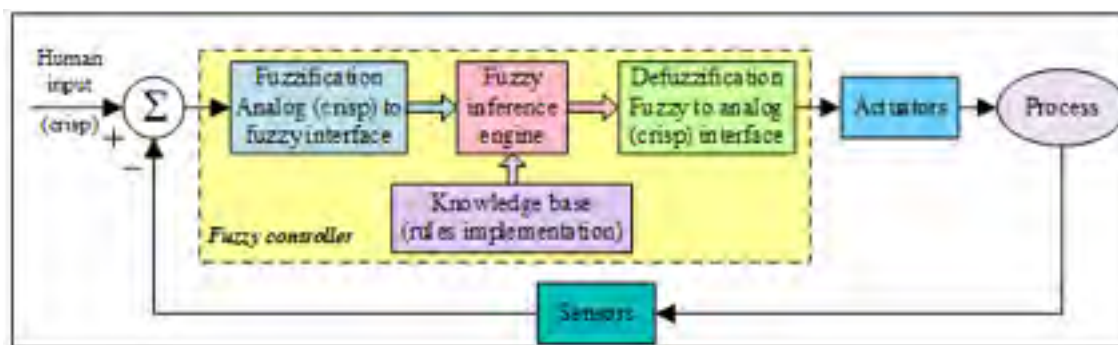 Human
input
(crisp)
+
−
Σ
Fuzzification
Analog (crisp) to
fuzzy interface
Fuzzy
inference
engine
Defuzzification
Fuzzy to analog
(crisp) interface
Actuators
Process
Knowledge base
(rules implementation)
Fuzzy controller
Sensors